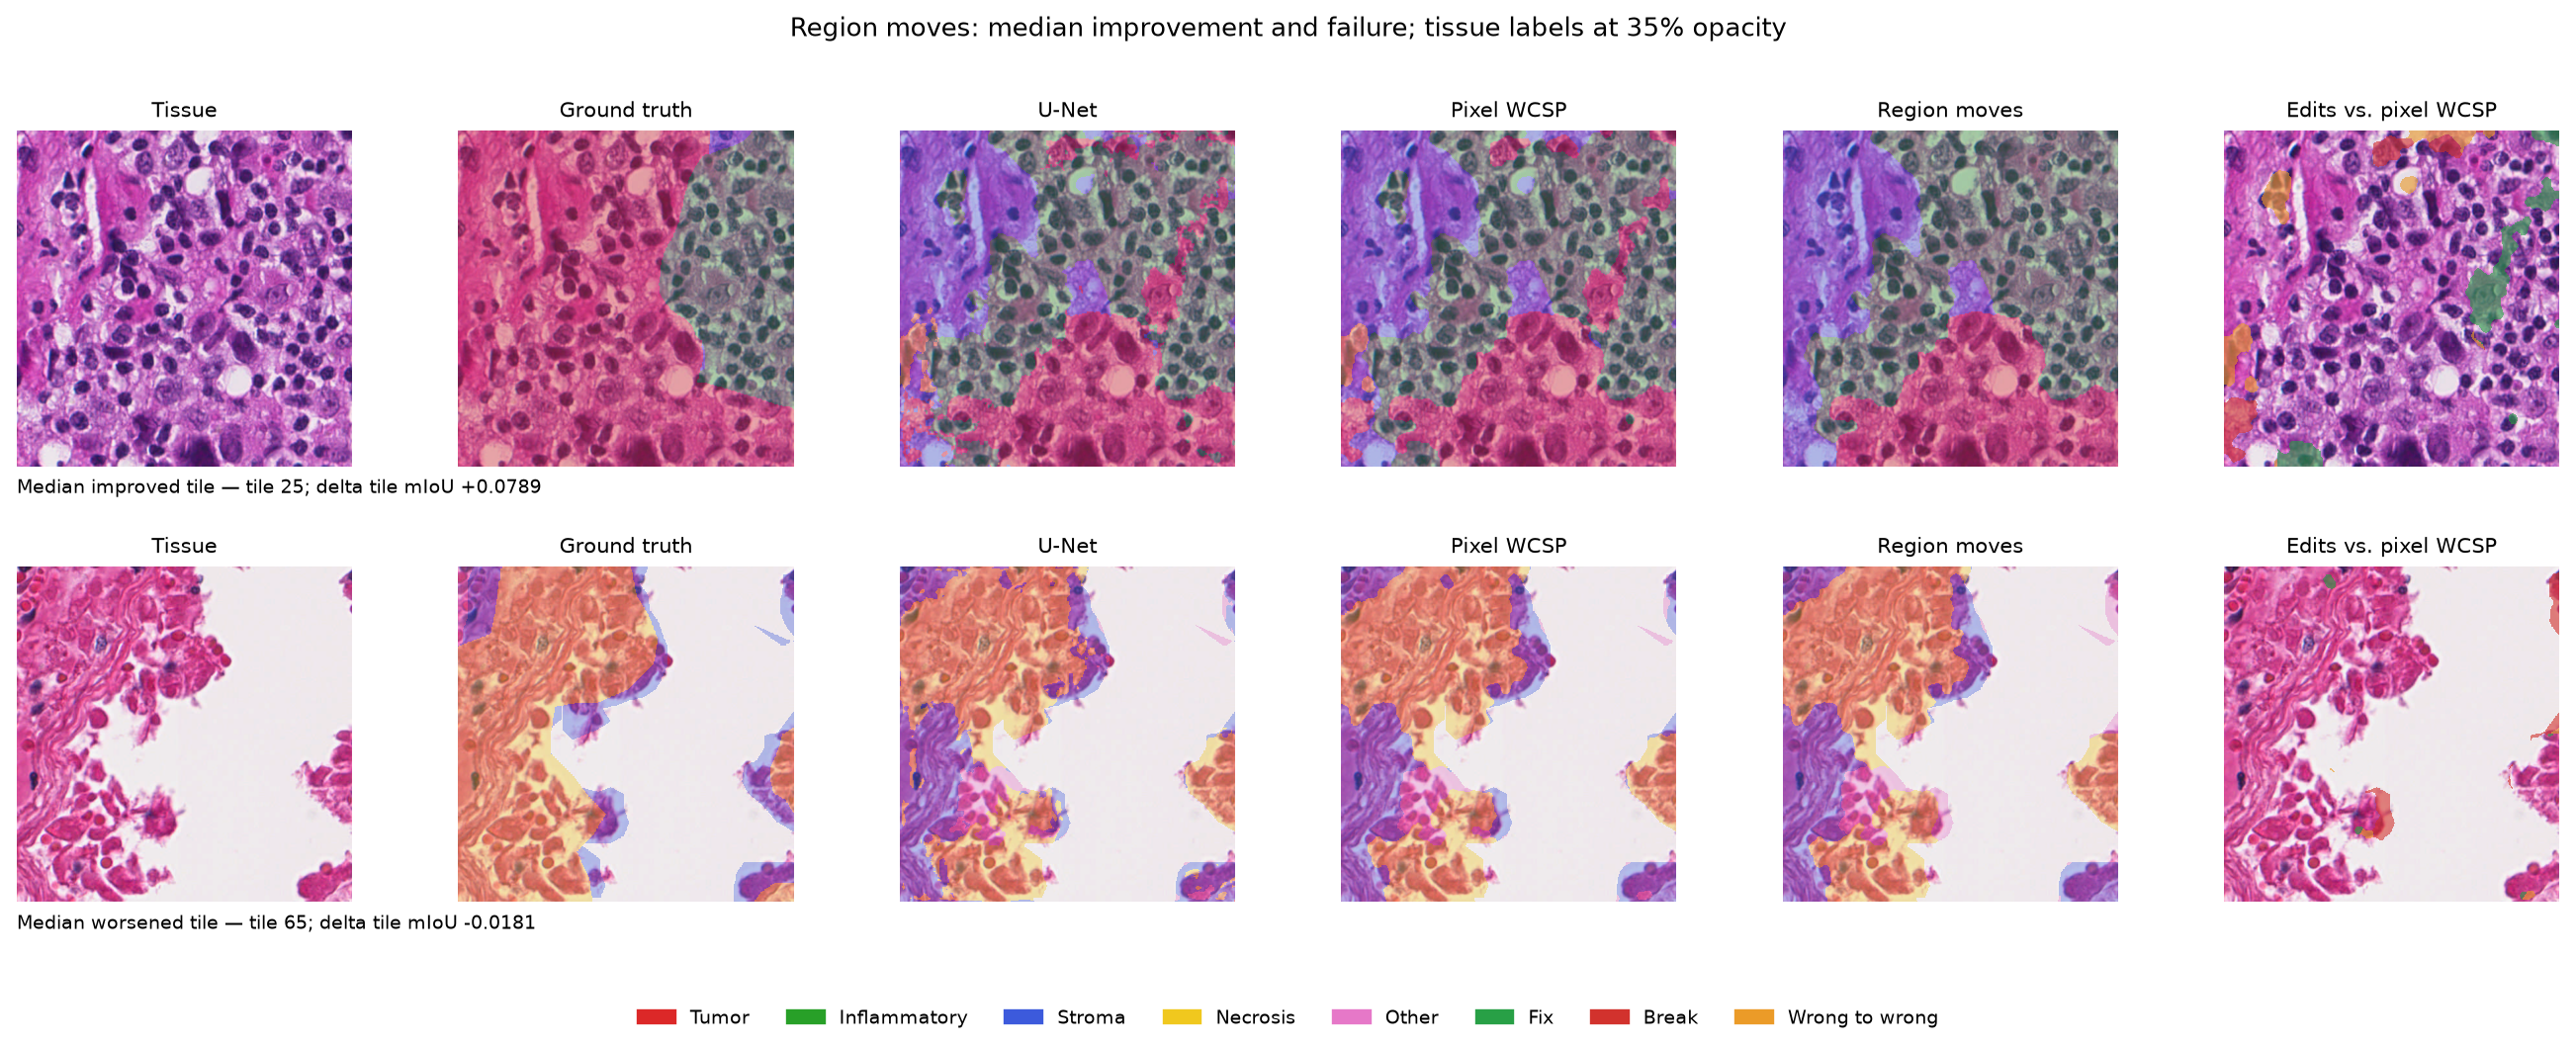 Region moves: median improvement and failure; tissue labels at 35% opacity
Tissue
Ground truth
U-Net
Pixel WCSP
Region moves
Edits vs. pixel WCSP
Median improved tile — tile 25; delta tile mIoU +0.0789
Tissue
Ground truth
U-Net
Pixel WCSP
Region moves
Edits vs. pixel WCSP
Median worsened tile — tile 65; delta tile mIoU -0.0181
Tumor
Inflammatory
Stroma
Necrosis
Other
Fix
Break
Wrong to wrong